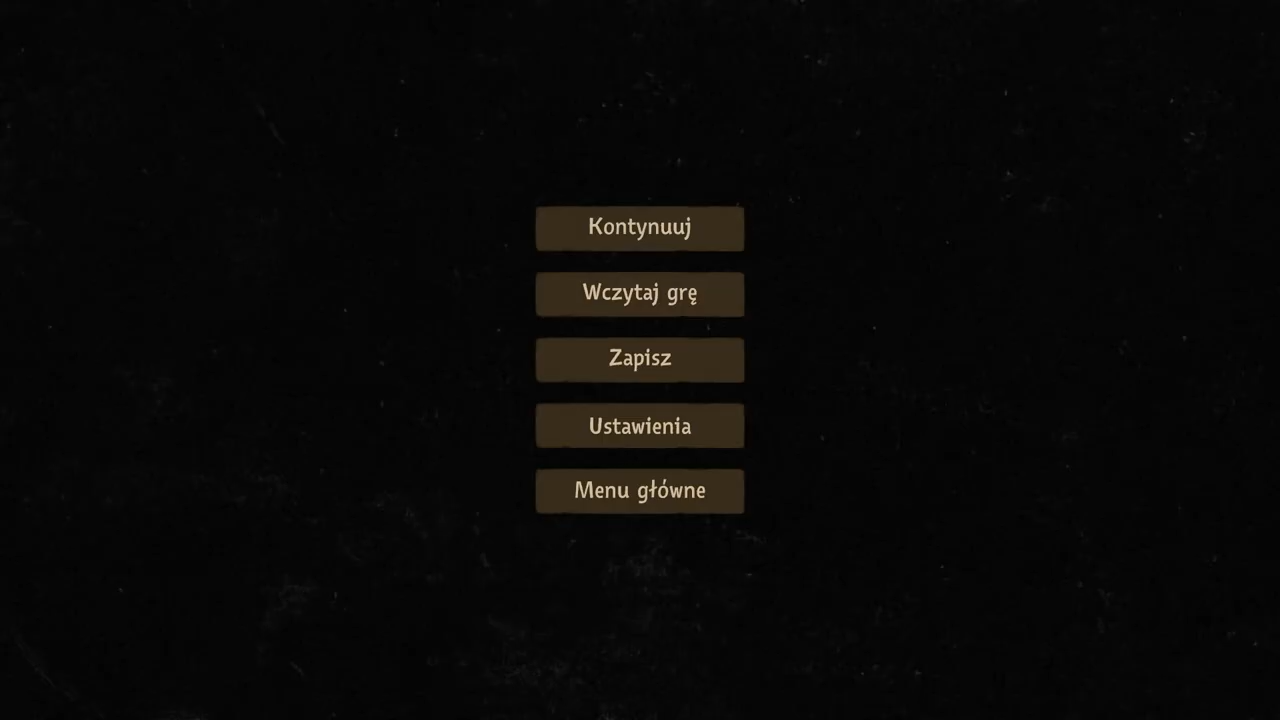 Kontynuuj
Wczytaj grę
Zapisz
Ustawienia
Menu główne